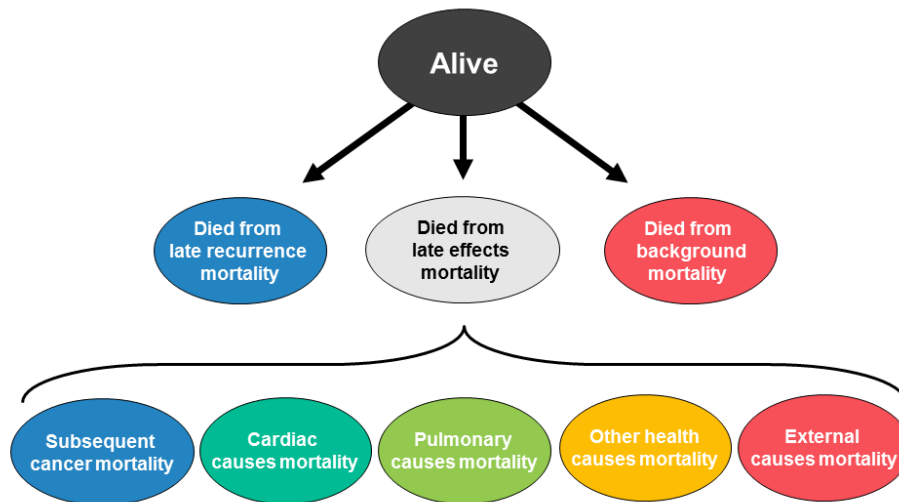 Alive
Died from
late recurrence
mortality
Died from
late effects
mortality
Died from
background
mortality
Subsequent
cancer mortality
Cardiac
causes mortality
Pulmonary
causes mortality
Other health
causes mortality
External
causes mortality